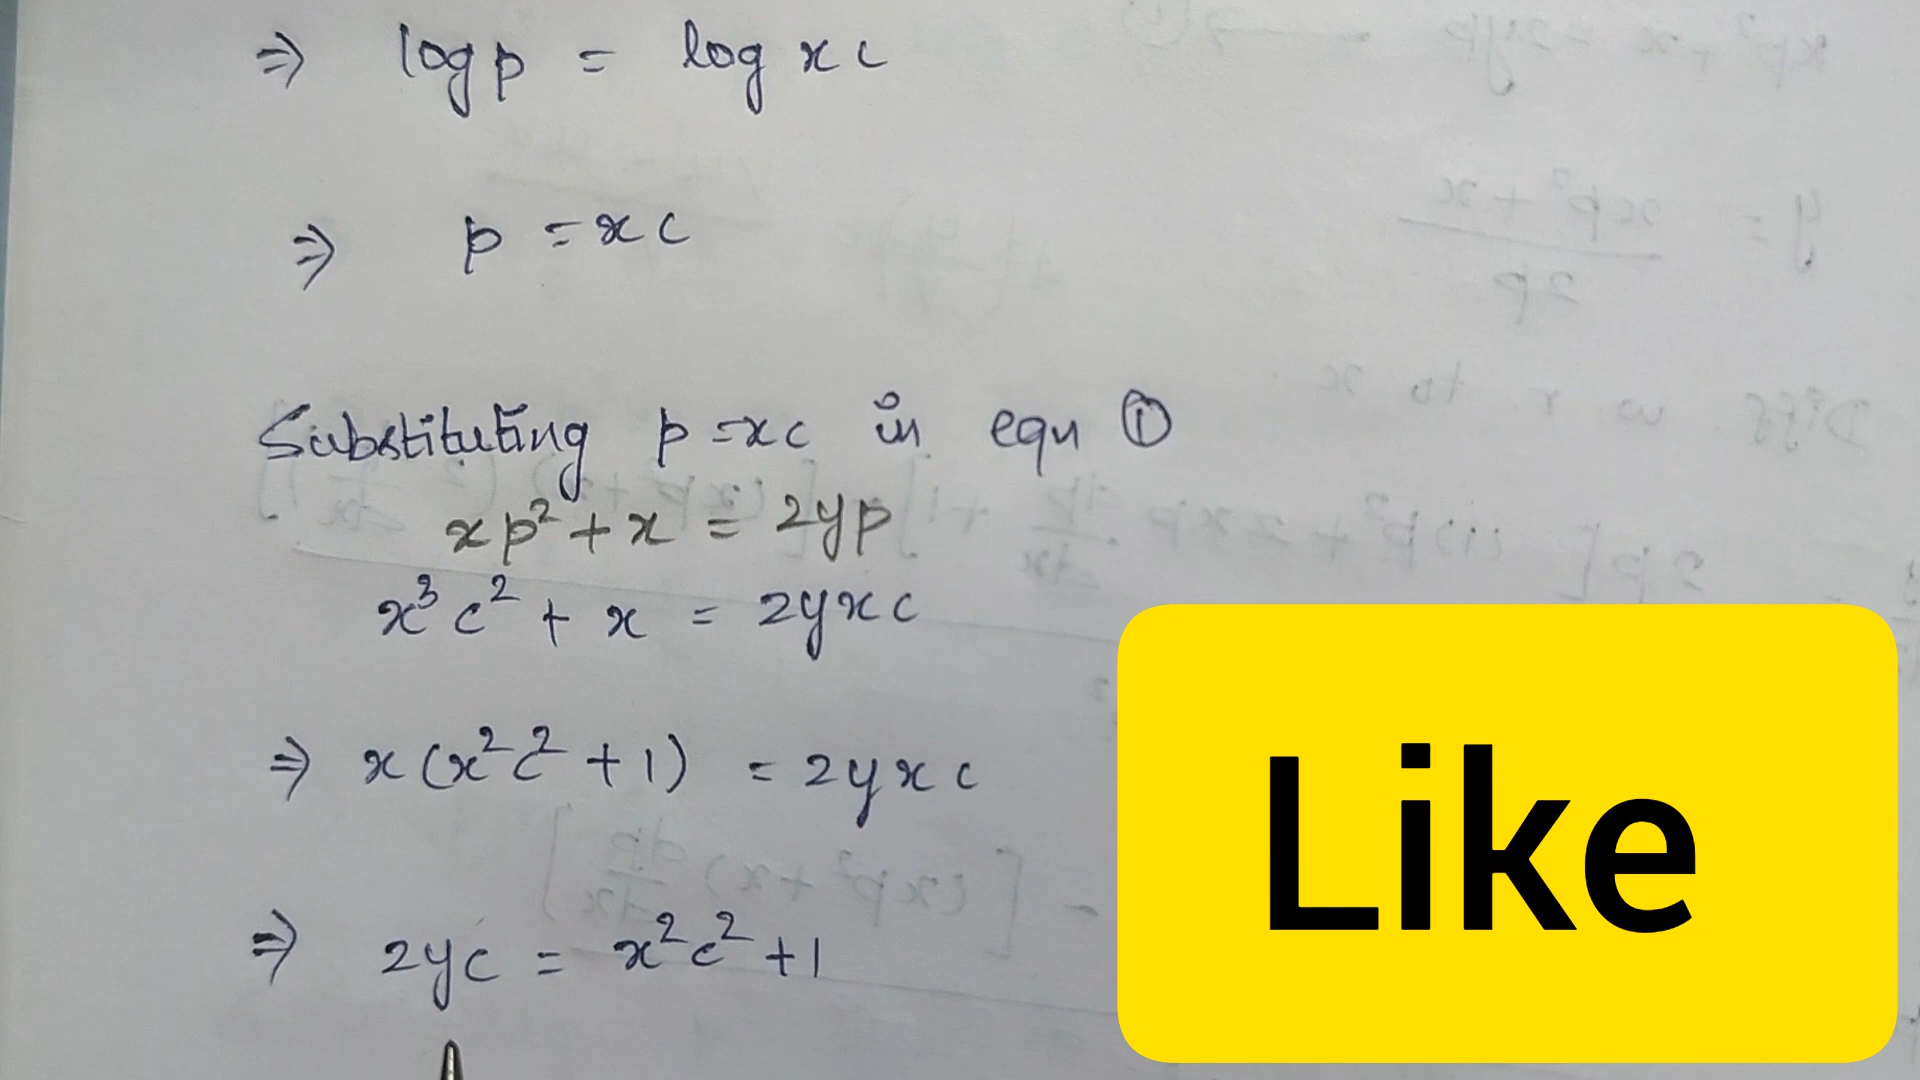 ⇒ log p = log xc
⇒ p = xc
Substituting p = xc in equn ①
xp² + x = 2yp
x³c² + x = 2yxc
⇒ x(x²c² + 1) = 2yxc
⇒ 2yc = x²c² + 1
Like